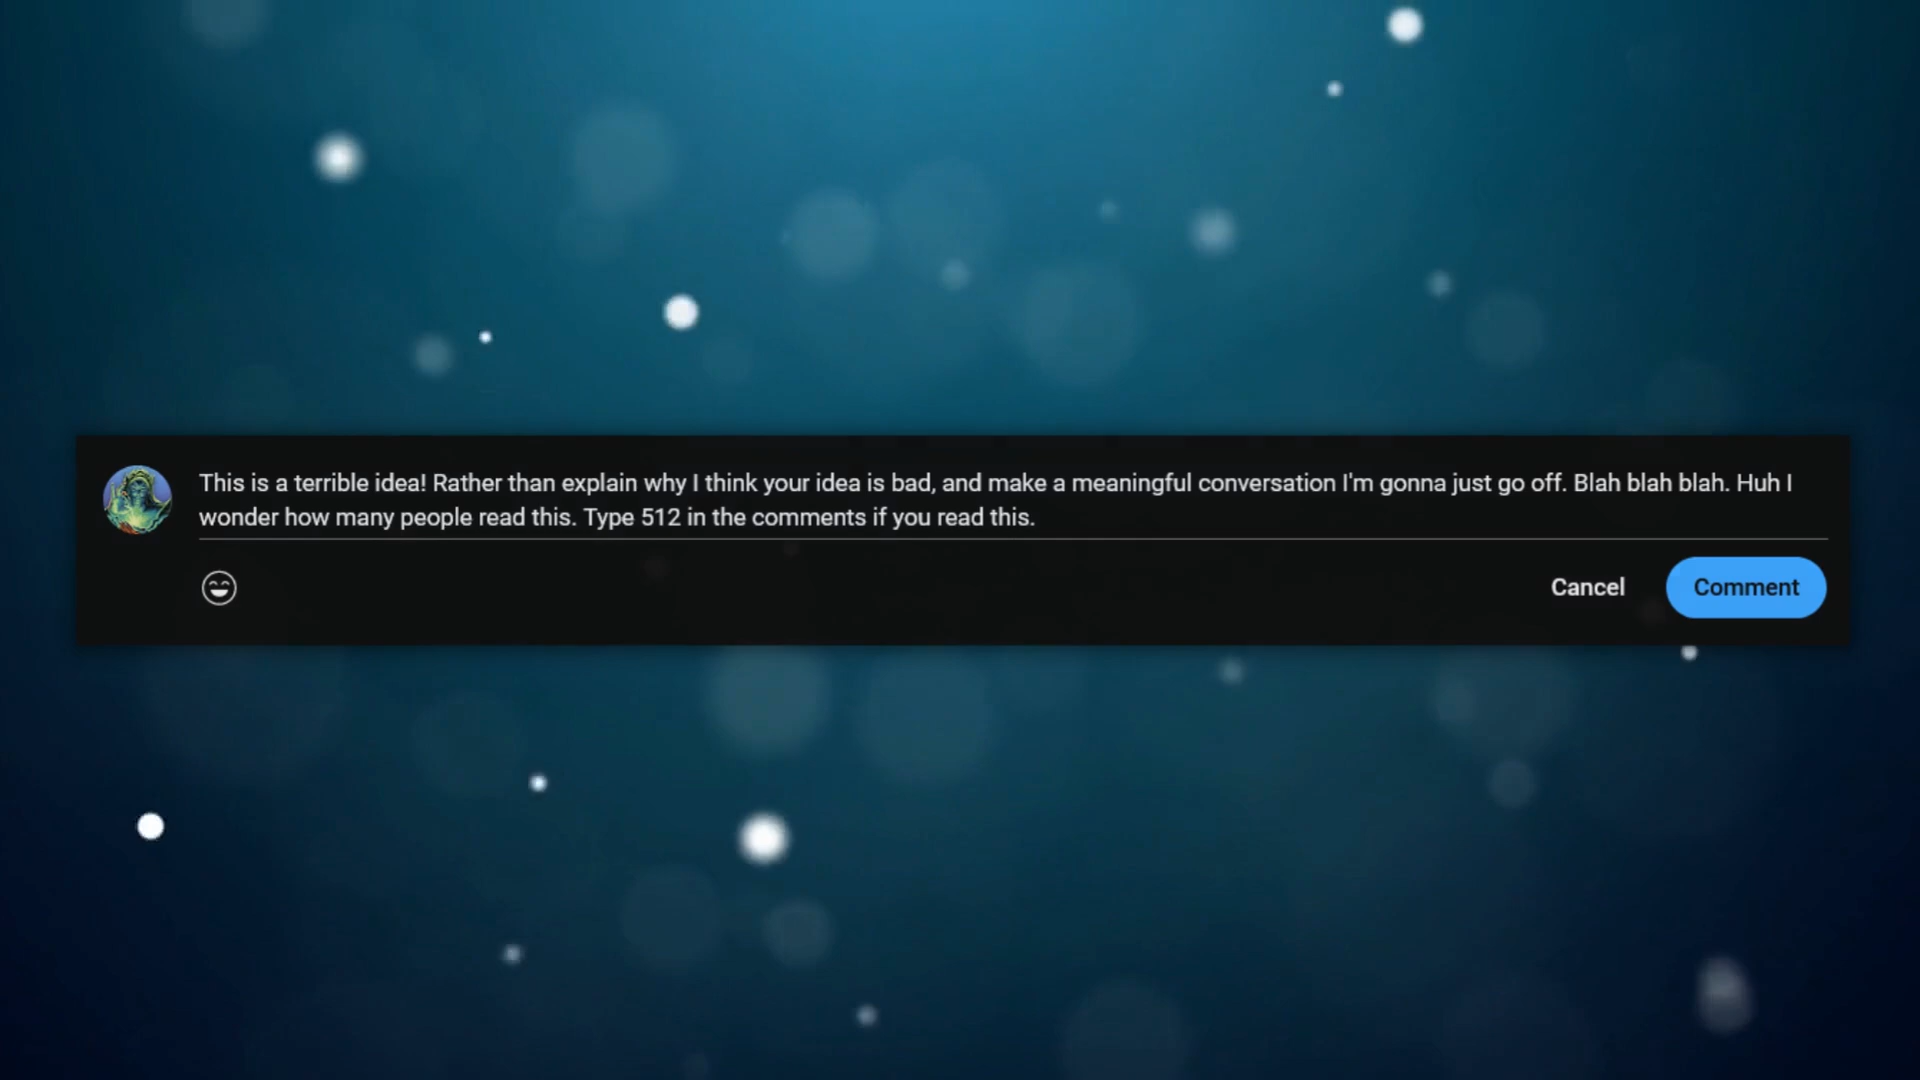 This is a terrible idea! Rather than explain why I think your idea is bad, and make a meaningful conversation I'm gonna just go off. Blah blah blah. Huh I
wonder how many people read this. Type 512 in the comments if you read this.
Cancel Comment